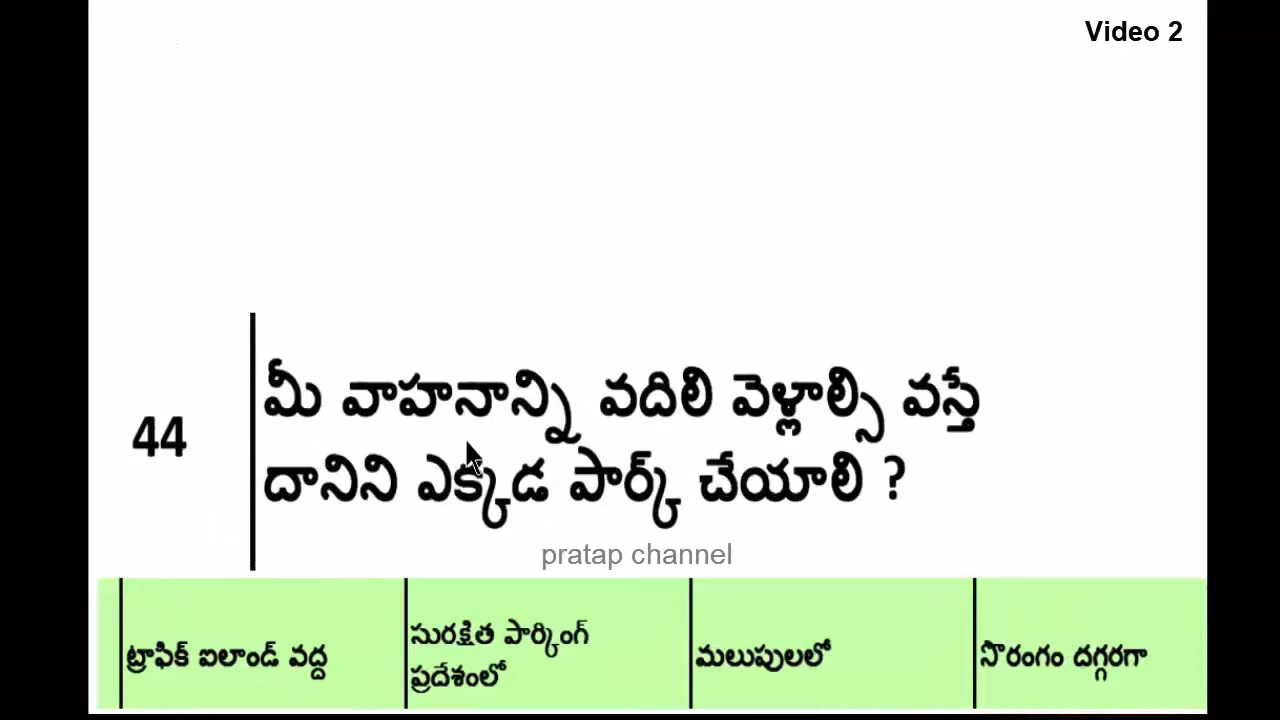 Video 2
44
మీ వాహనాన్ని వదిలి వెళ్లాల్సి వస్తే
దానిని ఎక్కడ పార్క్ చేయాలి ?
pratap channel
ట్రాఫిక్ ఐలాండ్ వద్ద
సురక్షిత పార్కింగ్
ప్రదేశంలో
మలుపులలో
సొరంగం దగ్గరగా